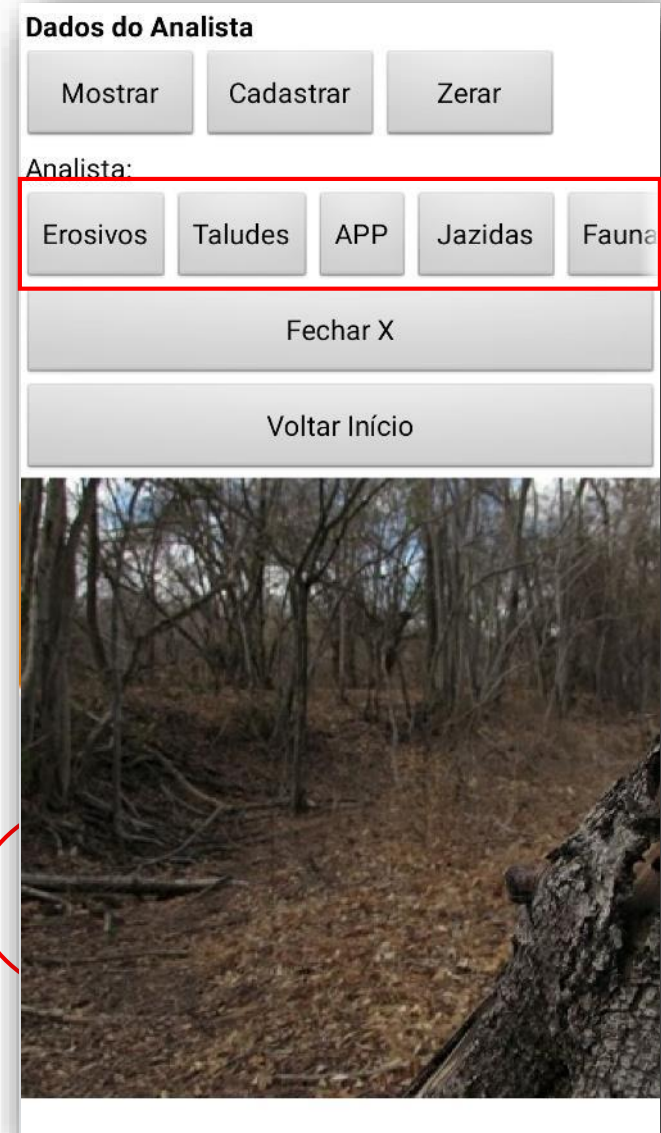 Dados do Analista
Mostrar Cadastrar Zerar
Analista:
Erosivos Taludes APP Jazidas Fauna
Fechar X
Voltar Início